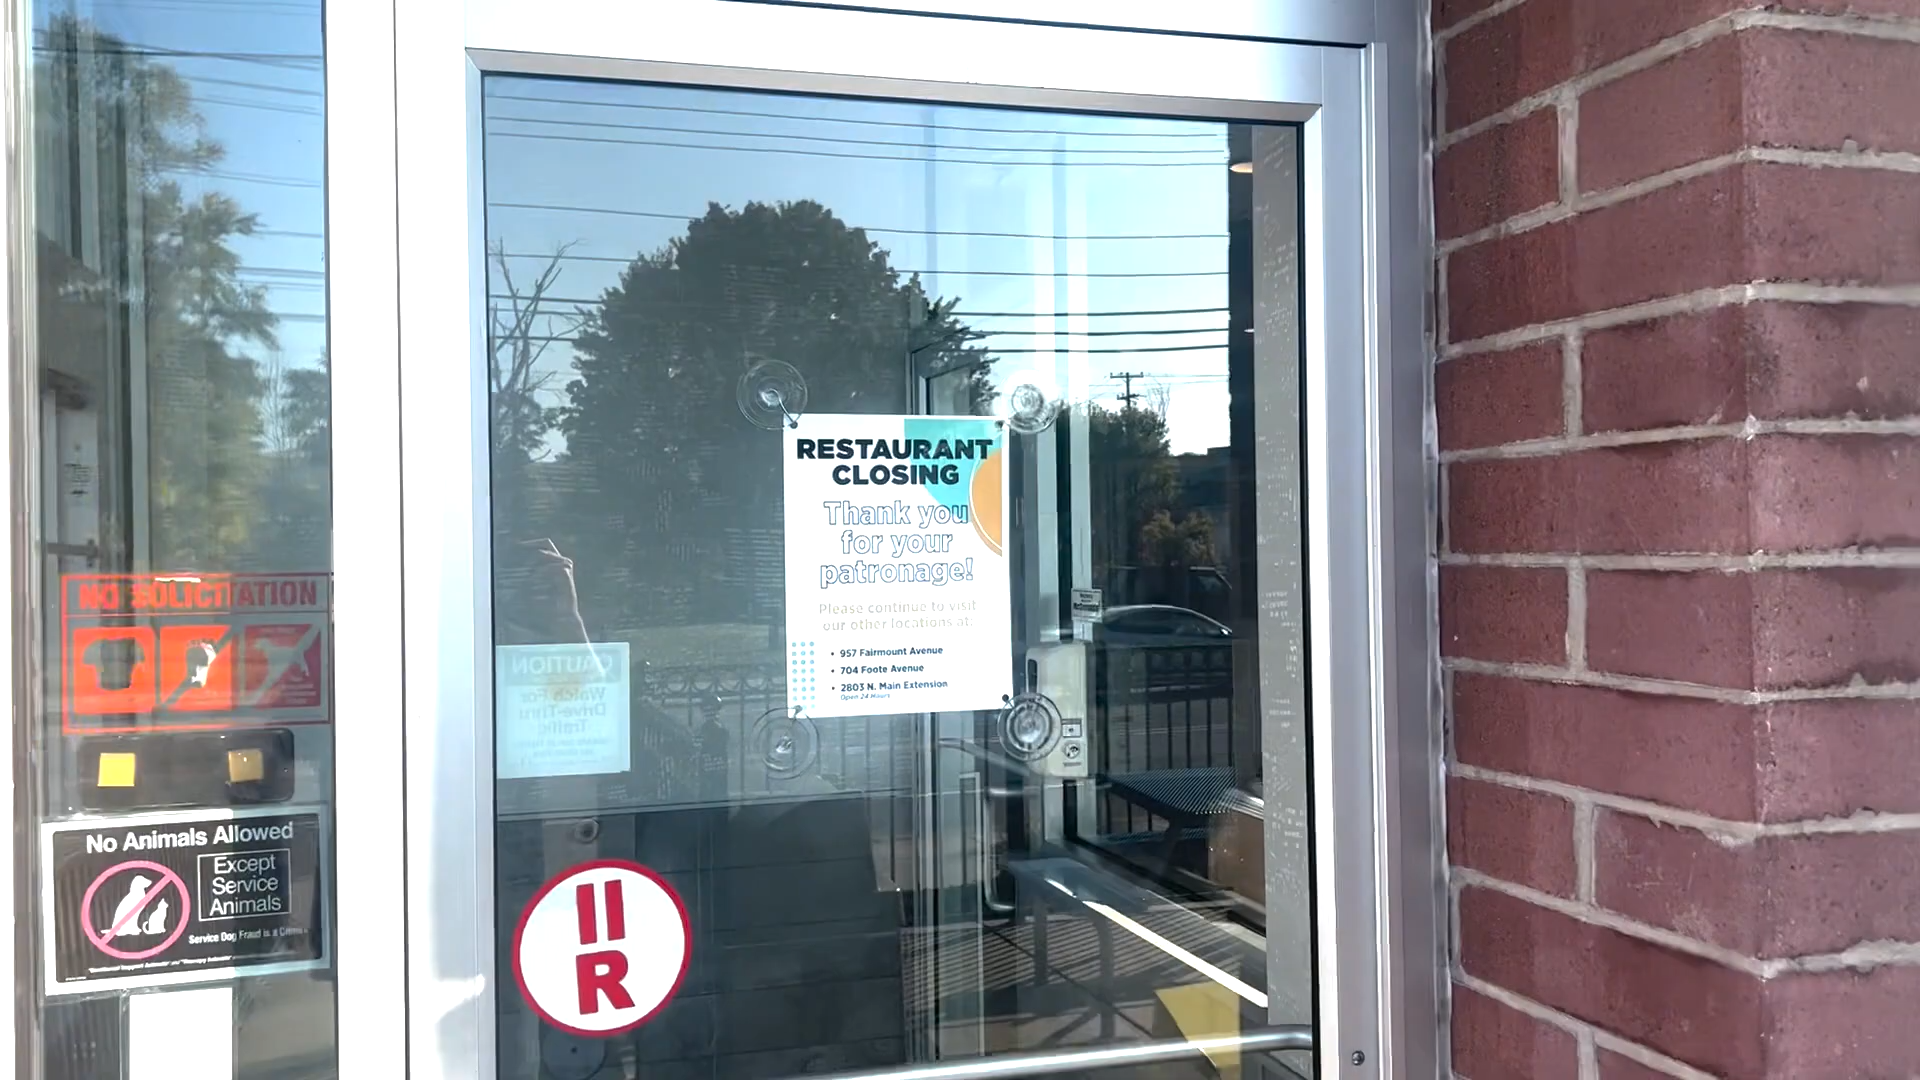 RESTAURANT
CLOSING
Thank you
for your
patronage!
Please continue to visit
our other locations at:
• 957 Fairmount Avenue
• 704 Foote Avenue
• 2803 N. Main Extension
Open 24 Hours
NO SOLICITATION
CAUTION
Watch For
Drive-Thru
Traffic
No Animals Allowed
Except
Service
Animals
Service Dog Fraud is a Crime
II
R